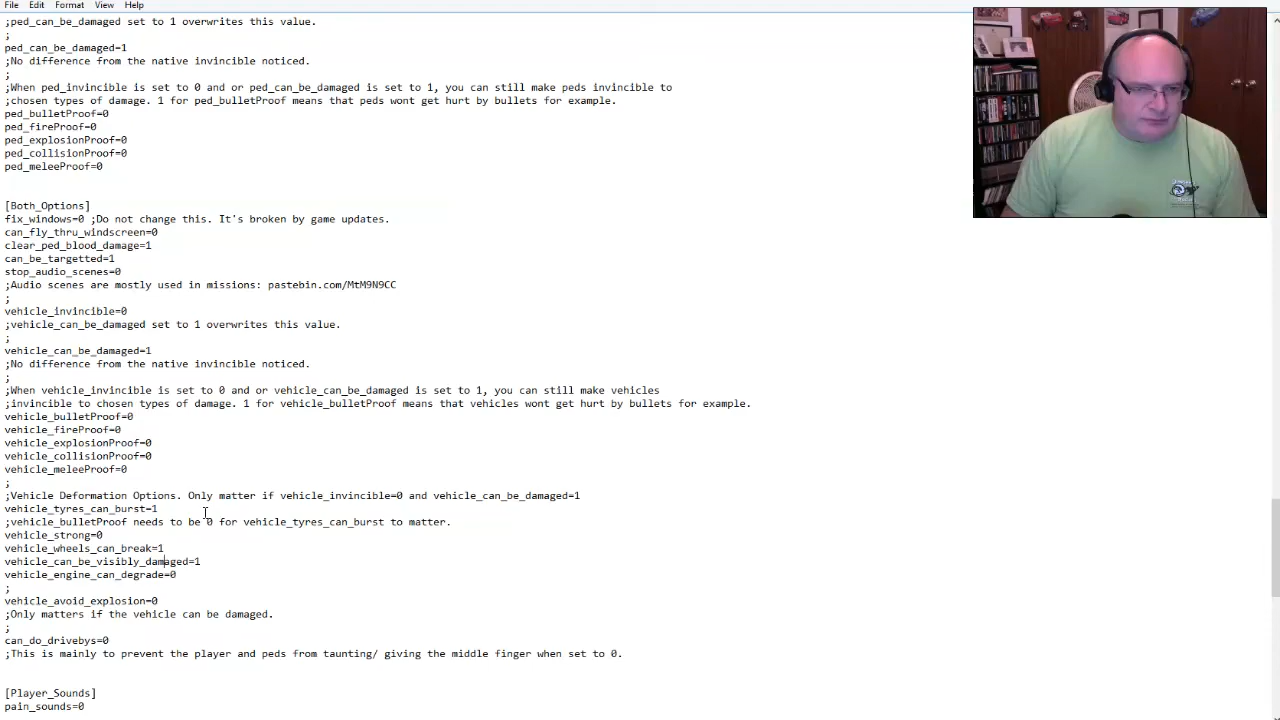 File Edit Format View Help
;ped_can_be_damaged set to 1 overwrites this value.
;
ped_can_be_damaged=1
;No difference from the native invincible noticed.
;
;When ped_invincible is set to 0 and or ped_can_be_damaged is set to 1, you can still make peds invincible to
;chosen types of damage. 1 for ped_bulletProof means that peds wont get hurt by bullets for example.
ped_bulletProof=0
ped_fireProof=0
ped_explosionProof=0
ped_collisionProof=0
ped_meleeProof=0
[Both_Options]
fix_windows=0 ;Do not change this. It's broken by game updates.
can_fly_thru_windscreen=0
clear_ped_blood_damage=1
can_be_targetted=1
stop_audio_scenes=0
;Audio scenes are mostly used in missions: pastebin.com/MtM9N9CC
;
vehicle_invincible=0
;vehicle_can_be_damaged set to 1 overwrites this value.
;
vehicle_can_be_damaged=1
;No difference from the native invincible noticed.
;
;When vehicle_invincible is set to 0 and or vehicle_can_be_damaged is set to 1, you can still make vehicles
;invincible to chosen types of damage. 1 for vehicle_bulletProof means that vehicles wont get hurt by bullets for example.
vehicle_bulletProof=0
vehicle_fireProof=0
vehicle_explosionProof=0
vehicle_collisionProof=0
vehicle_meleeProof=0
;
;Vehicle Deformation Options. Only matter if vehicle_invincible=0 and vehicle_can_be_damaged=1
vehicle_tyres_can_burst=1
;vehicle_bulletProof needs to be 0 for vehicle_tyres_can_burst to matter.
vehicle_strong=0
vehicle_wheels_can_break=1
vehicle_can_be_visibly_damaged=1
vehicle_engine_can_degrade=0
;
vehicle_avoid_explosion=0
;Only matters if the vehicle can be damaged.
;
can_do_drivebys=0
;This is mainly to prevent the player and peds from taunting/ giving the middle finger when set to 0.
[Player_Sounds]
pain_sounds=0